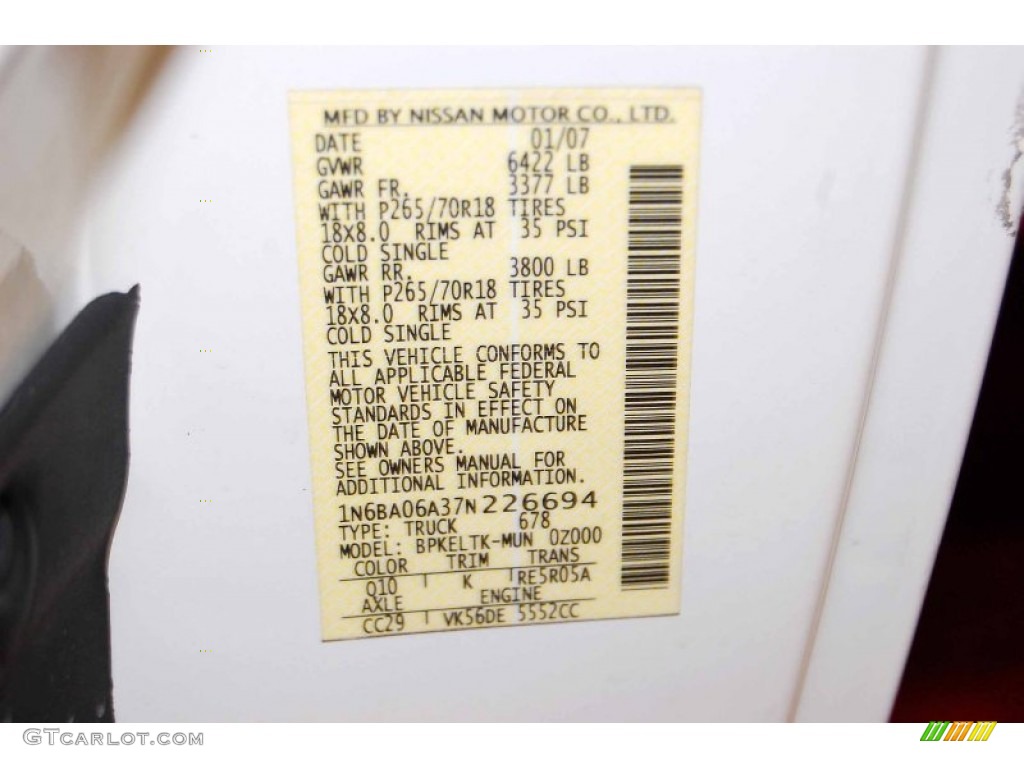 MFD BY NISSAN MOTOR CO., LTD.
DATE 01/07
GVWR 6422 LB
GAWR FR. 3377 LB
WITH P265/70R18 TIRES
18X8.0 RIMS AT 35 PSI
COLD SINGLE
GAWR RR. 3800 LB
WITH P265/70R18 TIRES
18X8.0 RIMS AT 35 PSI
COLD SINGLE
THIS VEHICLE CONFORMS TO
ALL APPLICABLE FEDERAL
MOTOR VEHICLE SAFETY
STANDARDS IN EFFECT ON
THE DATE OF MANUFACTURE
SHOWN ABOVE.
SEE OWNERS MANUAL FOR
ADDITIONAL INFORMATION.
1N6BA06A37N226694
TYPE: TRUCK 678
MODEL: BPKELTK-MUN 0Z000
COLOR TRIM TRANS
Q10 K RE5R05A
AXLE ENGINE
CC29 VK56DE 5552CC
GTCARLOT.COM